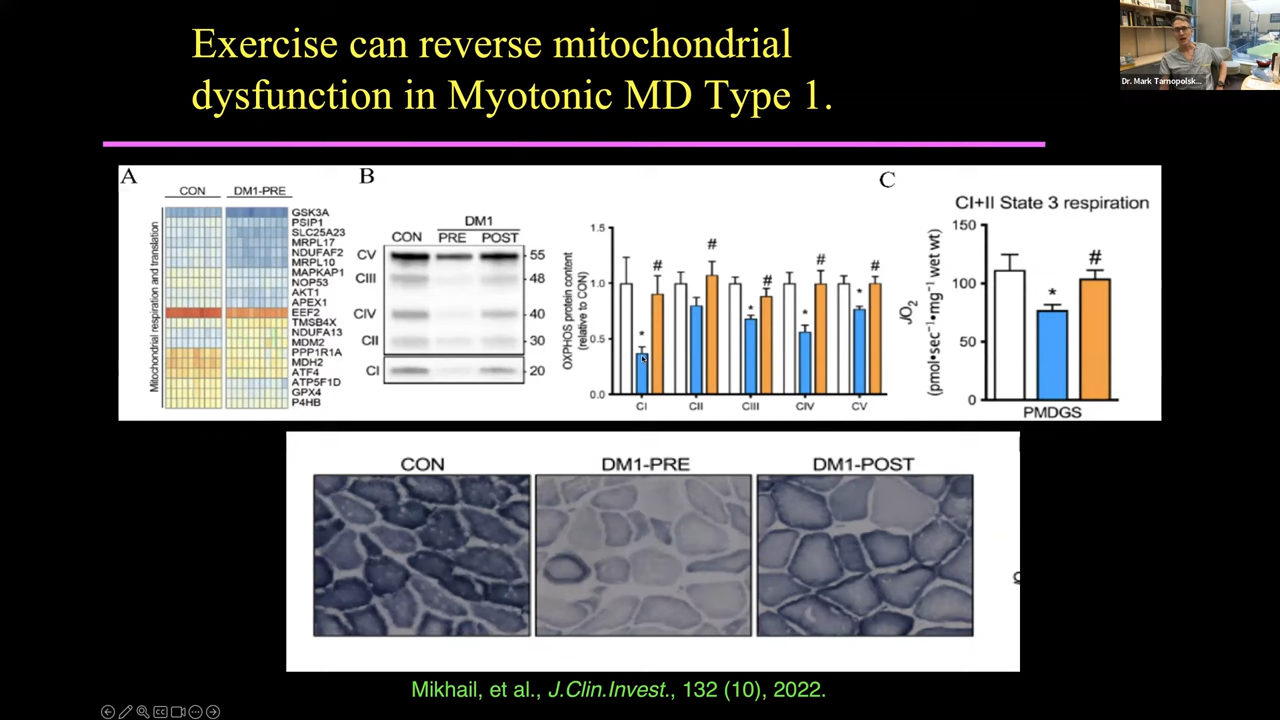 Exercise can reverse mitochondrial
dysfunction in Myotonic MD Type 1.
Dr. Mark Tarnopolsk...
A
CON DM1-PRE
Mitochondrial respiration and translation
GSK3A
PSIP1
SLC25A23
MRPL17
NDUFAF2
MRPL10
MAPKAP1
NOP53
AKT1
APEX1
EEF2
TMSB4X
NDUFA13
MDM2
PPP1R1A
MDH2
ATF4
ATP5F1D
GPX4
P4HB
B
DM1
CON PRE POST
CV 55
CIII 48
CIV 40
CII 30
CI 20
OXPHOS protein content
(relative to CON)
1.5
1.0
0.5
0.0
* # # * # * # * #
CI CII CIII CIV CV
C
CI+II State 3 respiration
JO2
(pmol•sec−1•mg−1 wet wt)
150
100
50
0
* #
PMDGS
CON DM1-PRE DM1-POST
Mikhail, et al., J.Clin.Invest., 132 (10), 2022.
CC